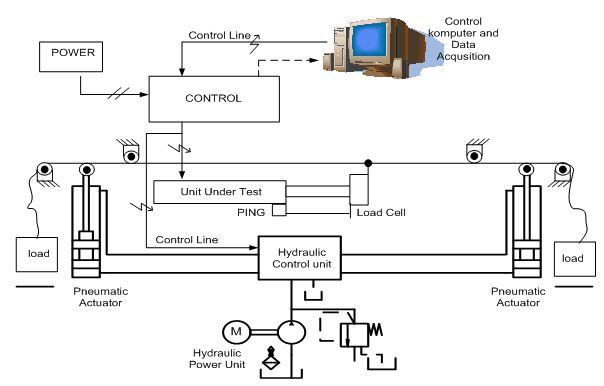 Control
komputer and
Data
Acqusition
Control Line
POWER
CONTROL
Unit Under Test
PING
Load Cell
Control Line
Hydraulic
Control unit
load
load
Pneumatic
Actuator
Pneumatic
Actuator
M
Hydraulic
Power Unit